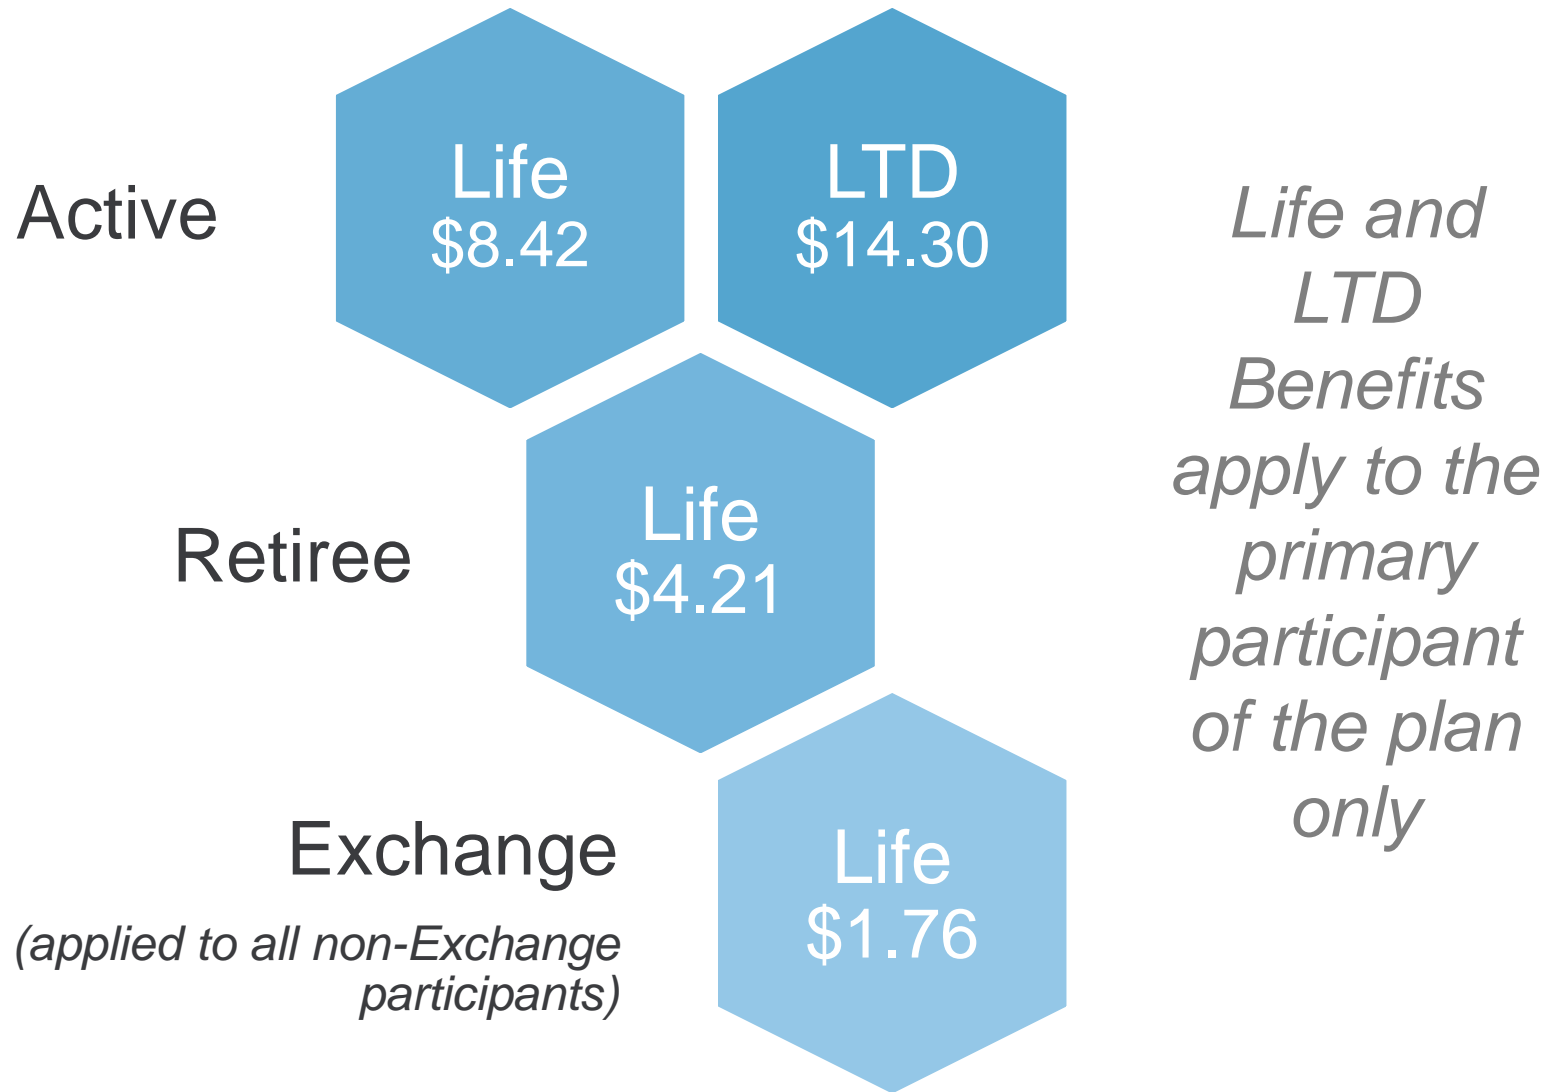 Active
Life
$8.42
LTD
$14.30
Retiree
Life
$4.21
Exchange
(applied to all non-Exchange
participants)
Life
$1.76
Life and
LTD
Benefits
apply to the
primary
participant
of the plan
only